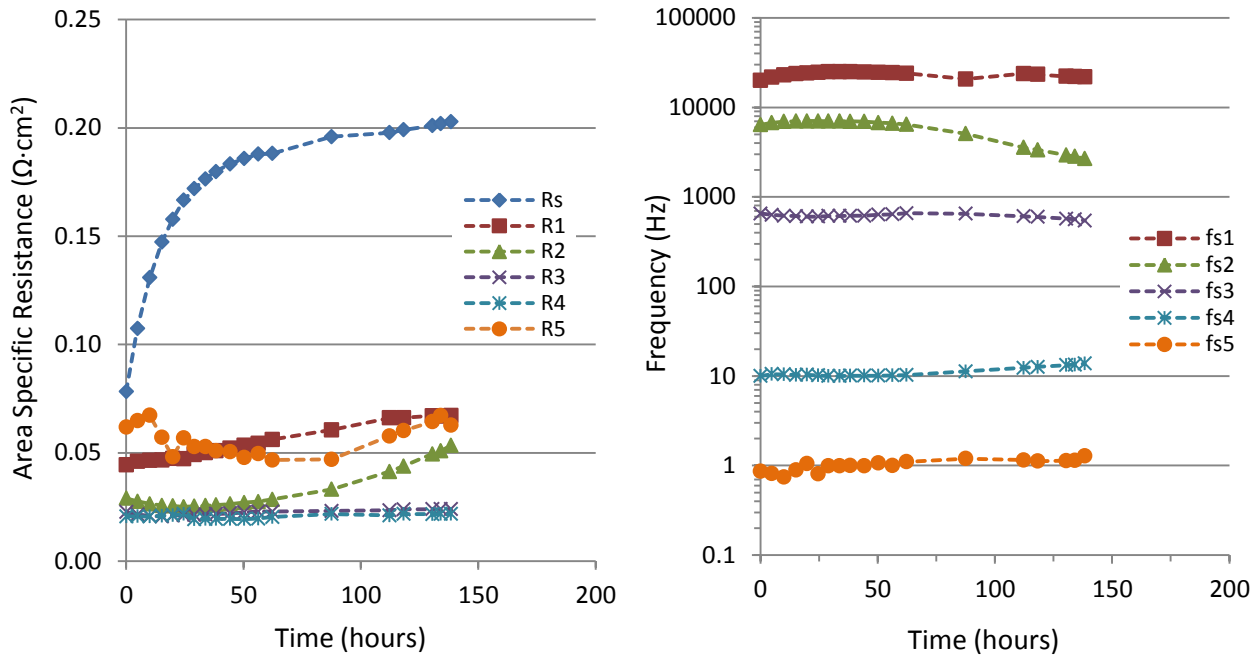 Area Specific Resistance (Ω·cm²)
0.25
0.20
0.15
0.10
0.05
0.00
0
50
100
150
200
Time (hours)
Rs
R1
R2
R3
R4
R5
Frequency (Hz)
100000
10000
1000
100
10
1
0.1
0
50
100
150
200
Time (hours)
fs1
fs2
fs3
fs4
fs5